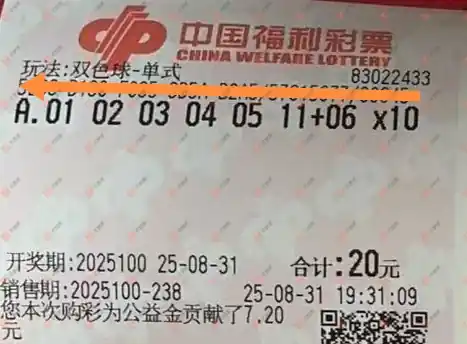 中国福利彩票
CHINA WELFARE LOTTERY
玩法:双色球-单式
83022433
A.01 02 03 04 05 11+06 x10
开奖期:2025100 25-08-31 合计:20元
销售期:2025100-238 25-08-31 19:31:09
您本次购彩为公益金贡献了7.20
元